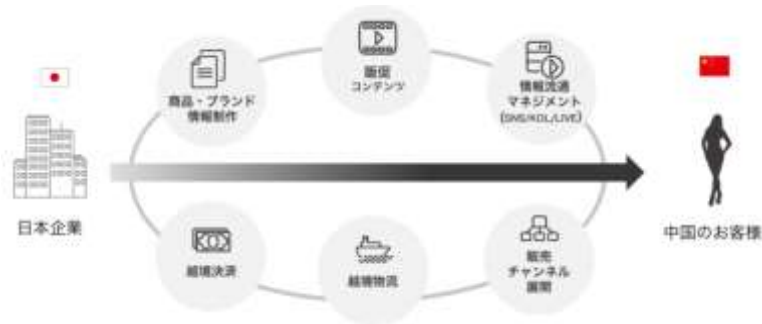 商品・ブランド
情報制作
販促
コンテンツ
情報流通
マネジメント
(SNS/KOL/LIVE)
日本企業
中国のお客様
越境決済
越境物流
販売
チャンネル
展開